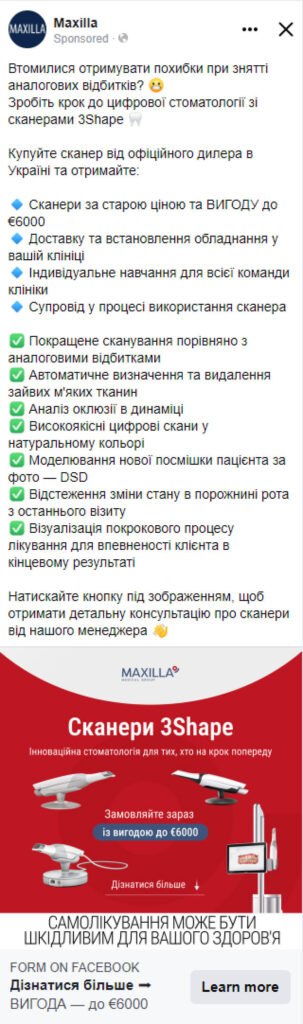 MAXILLA
Maxilla
Sponsored ·
Втомилися отримувати похибки при знятті
аналогових відбитків? 😬
Зробіть крок до цифрової стоматології зі
сканерами 3Shape 🦷
Купуйте сканер від офіційного дилера в
Україні та отримайте:
🔹 Сканери за старою ціною та ВИГОДУ до
€6000
🔹 Доставку та встановлення обладнання у
вашій клініці
🔹 Індивідуальне навчання для всієї команди
клініки
🔹 Супровід у процесі використання сканера
✅ Покращене сканування порівняно з
аналоговими відбитками
✅ Автоматичне визначення та видалення
зайвих м'яких тканин
✅ Аналіз оклюзії в динаміці
✅ Високоякісні цифрові скани у
натуральному кольорі
✅ Моделювання нової посмішки пацієнта за
фото — DSD
✅ Відстеження зміни стану в порожнині рота
з останнього візиту
✅ Візуалізація покрокового процесу
лікування для впевненості клієнта в
кінцевому результаті
Натискайте кнопку під зображенням, щоб
отримати детальну консультацію про сканери
від нашого менеджера 👋
MAXILLA
MEDICAL GROUP
Сканери 3Shape
Інноваційна стоматологія для тих, хто на крок попереду
Замовляйте зараз
із вигодою до €6000
Дізнатися більше ↓
САМОЛІКУВАННЯ МОЖЕ БУТИ
ШКІДЛИВИМ ДЛЯ ВАШОГО ЗДОРОВ'Я
FORM ON FACEBOOK
Дізнатися більше ➡
ВИГОДА — до €6000
Learn more